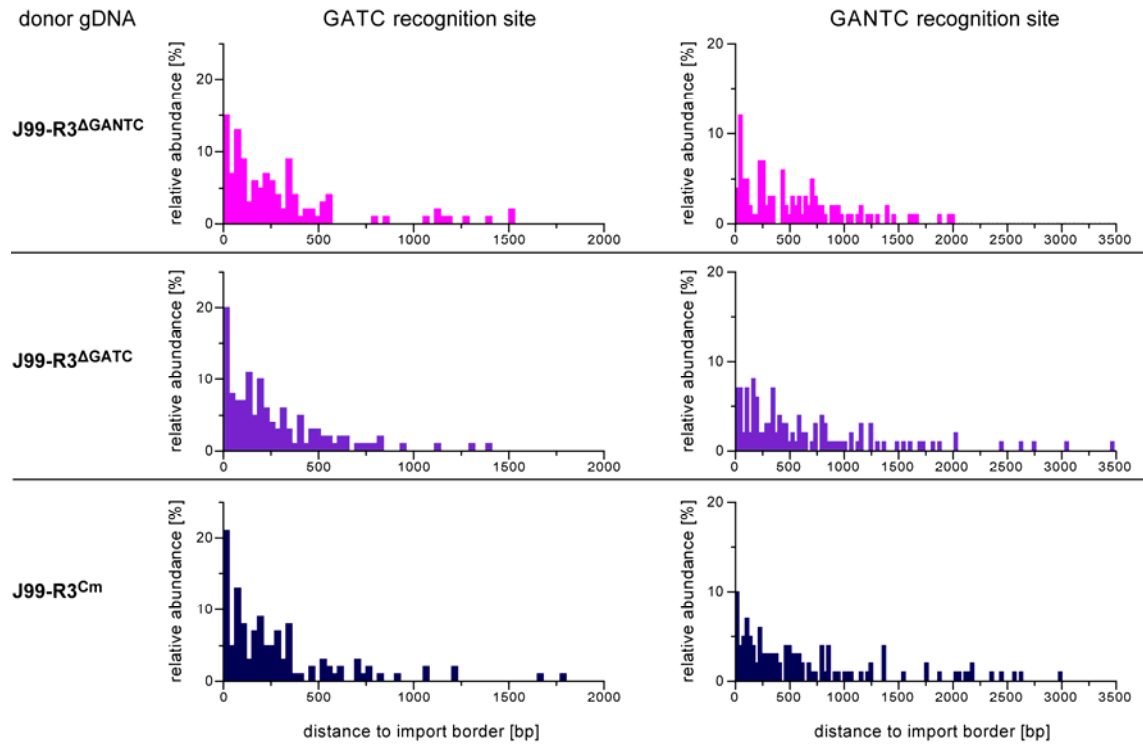 donor gDNA GATC recognition site GANTC recognition site
J99-R3ΔGANTC
relative abundance [%]
20
10
0
0 500 1000 1500 2000
relative abundance [%]
20
10
0
0 500 1000 1500 2000 2500 3000 3500
J99-R3ΔGATC
relative abundance [%]
20
10
0
0 500 1000 1500 2000
relative abundance [%]
20
10
0
0 500 1000 1500 2000 2500 3000 3500
J99-R3Cm
relative abundance [%]
20
10
0
0 500 1000 1500 2000
distance to import border [bp]
relative abundance [%]
20
10
0
0 500 1000 1500 2000 2500 3000 3500
distance to import border [bp]